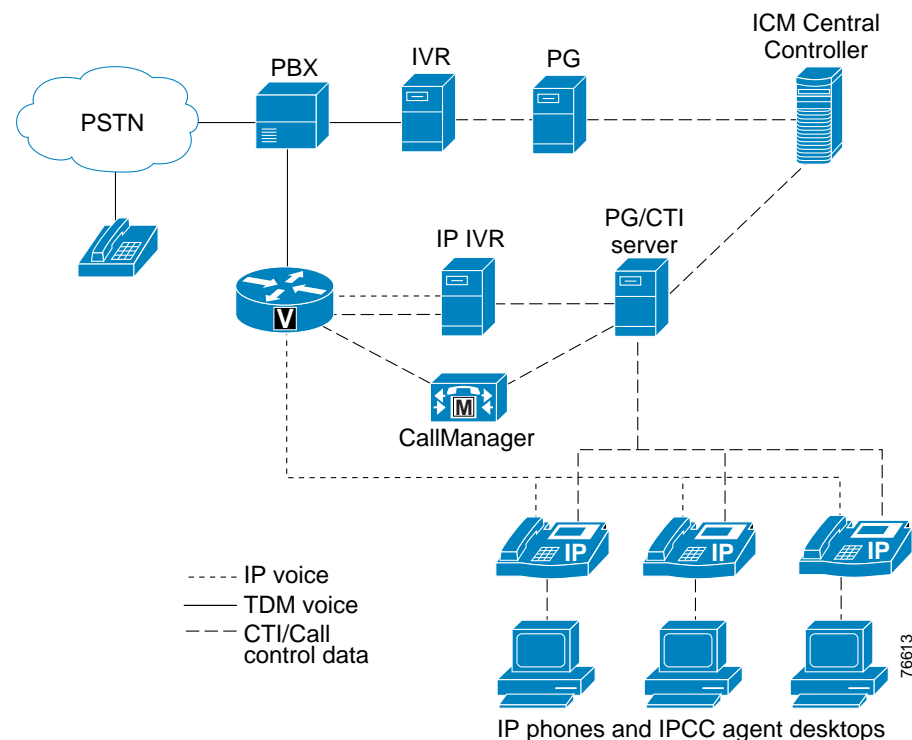 ICM Central
Controller
IVR
PG
PBX
PSTN
PG/CTI
server
IP IVR
V
M
CallManager
IP
IP
IP
IP voice
TDM voice
CTI/Call
control data
76613
IP phones and IPCC agent desktops